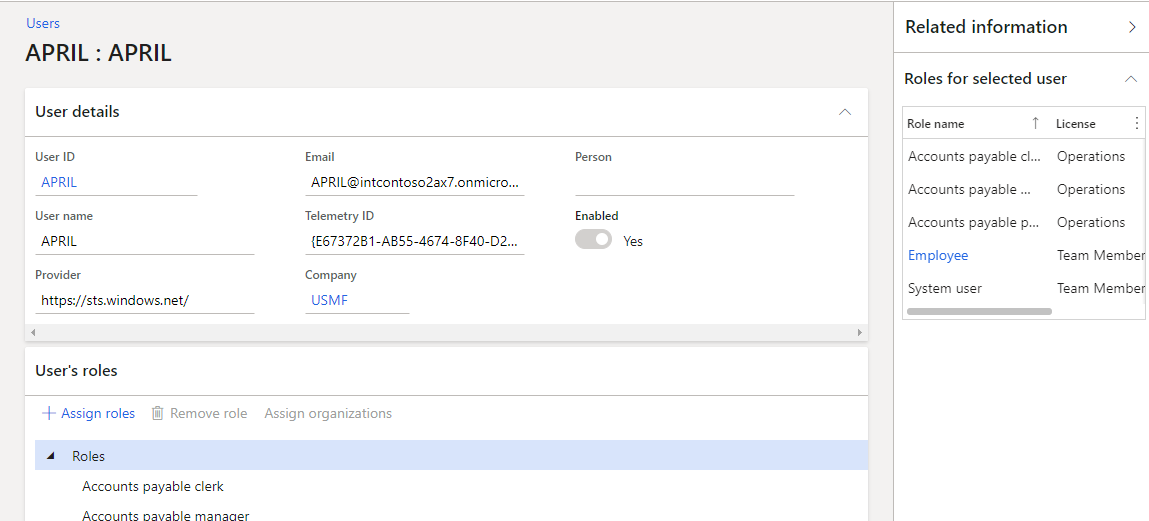 Users
APRIL : APRIL
User details
User ID
APRIL
User name
APRIL
Provider
https://sts.windows.net/
Email
APRIL@intcontoso2ax7.onmicro...
Telemetry ID
{E67372B1-AB55-4674-8F40-D2...
Company
USMF
Person
Enabled
Yes
User's roles
Assign roles Remove role Assign organizations
Roles
Accounts payable clerk
Accounts payable manager
Related information
Roles for selected user
Role name License
Accounts payable cl... Operations
Accounts payable ... Operations
Accounts payable p... Operations
Employee Team Member
System user Team Member